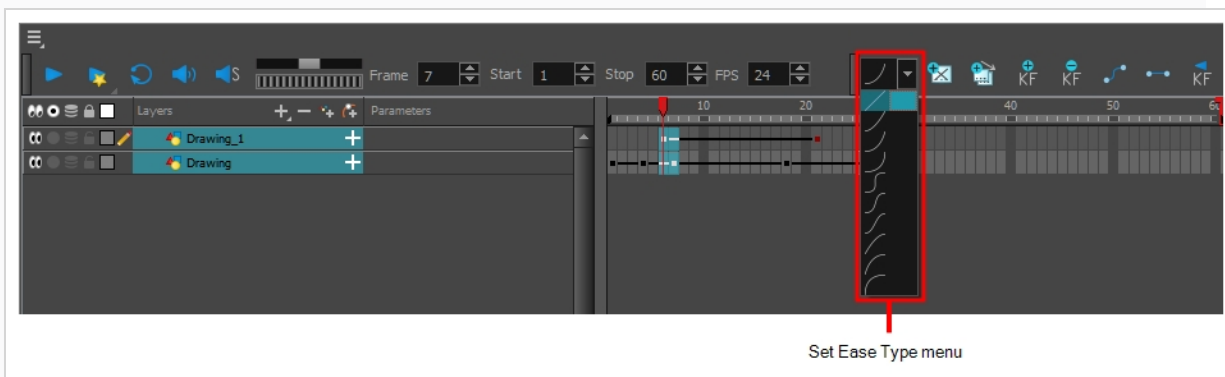 S Frame 7 Start 1 Stop 60 FPS 24 KF KF KF
Layers Parameters 10 20 40 50 60
Drawing_1
Drawing
Set Ease Type menu